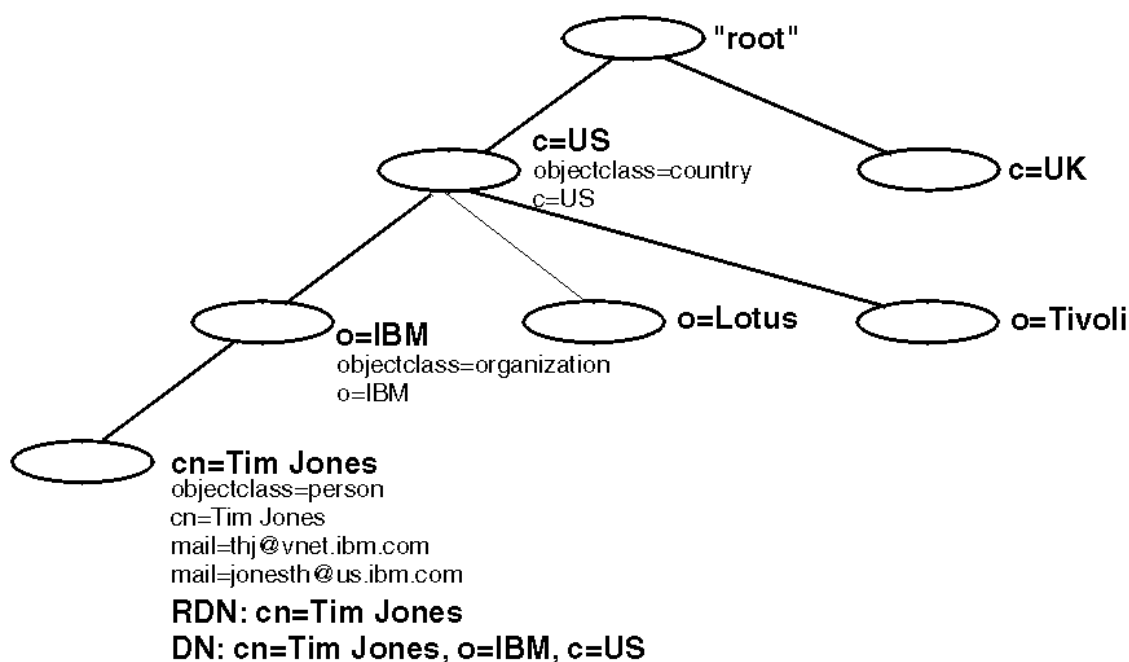 "root"
c=US
objectclass=country
c=US
c=UK
o=IBM
objectclass=organization
o=IBM
o=Lotus
o=Tivoli
cn=Tim Jones
objectclass=person
cn=Tim Jones
mail=thj@vnet.ibm.com
mail=jonesth@us.ibm.com
RDN: cn=Tim Jones
DN: cn=Tim Jones, o=IBM, c=US